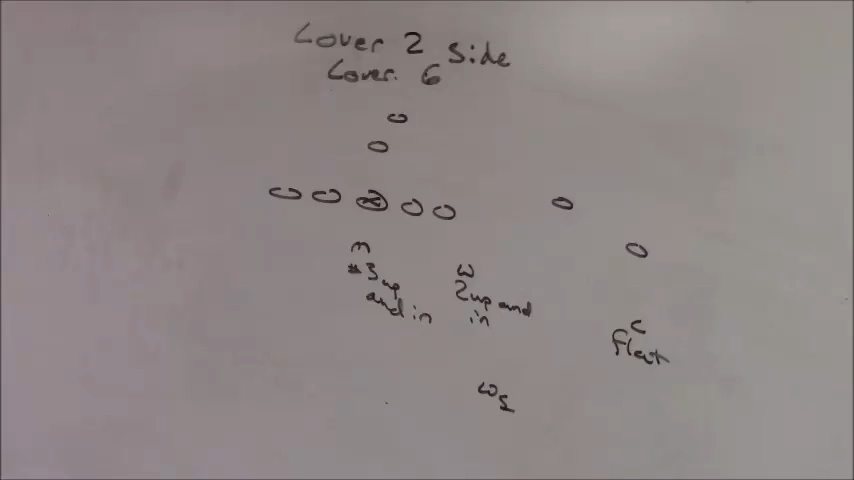 Cover 2 Side
Cover 6
M
#3 up
and in
W
2 up and
in
C
flat
WS